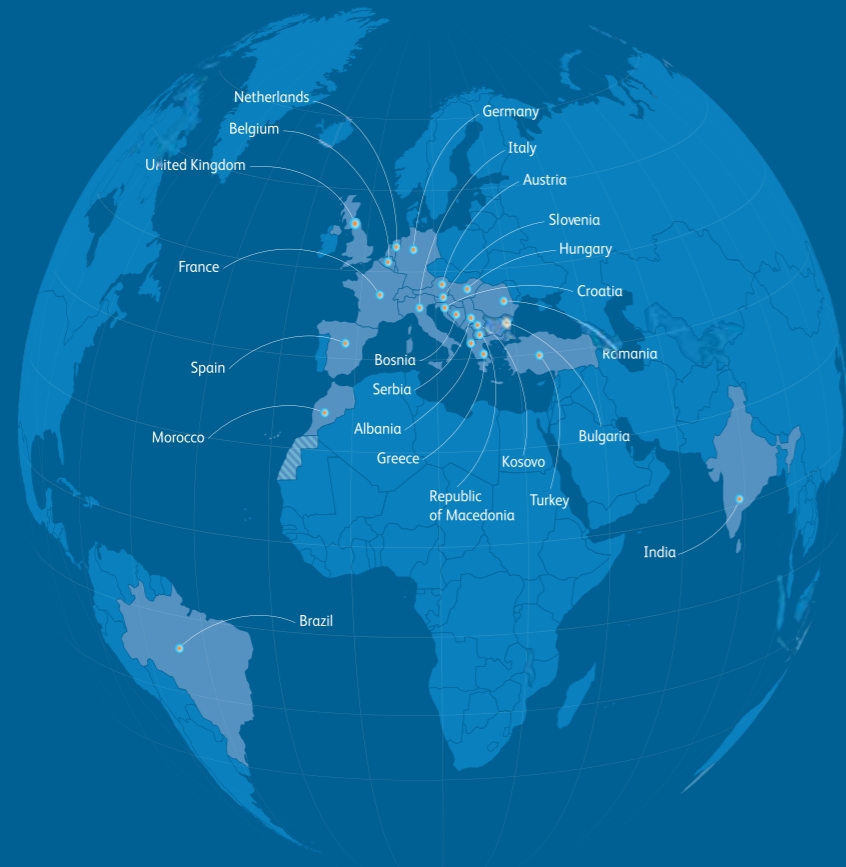 Netherlands
Germany
Belgium
Italy
United Kingdom
Austria
Slovenia
Hungary
France
Croatia
Romania
Bosnia
Spain
Serbia
Albania
Bulgaria
Morocco
Greece
Kosovo
Republic
of Macedonia
Turkey
India
Brazil